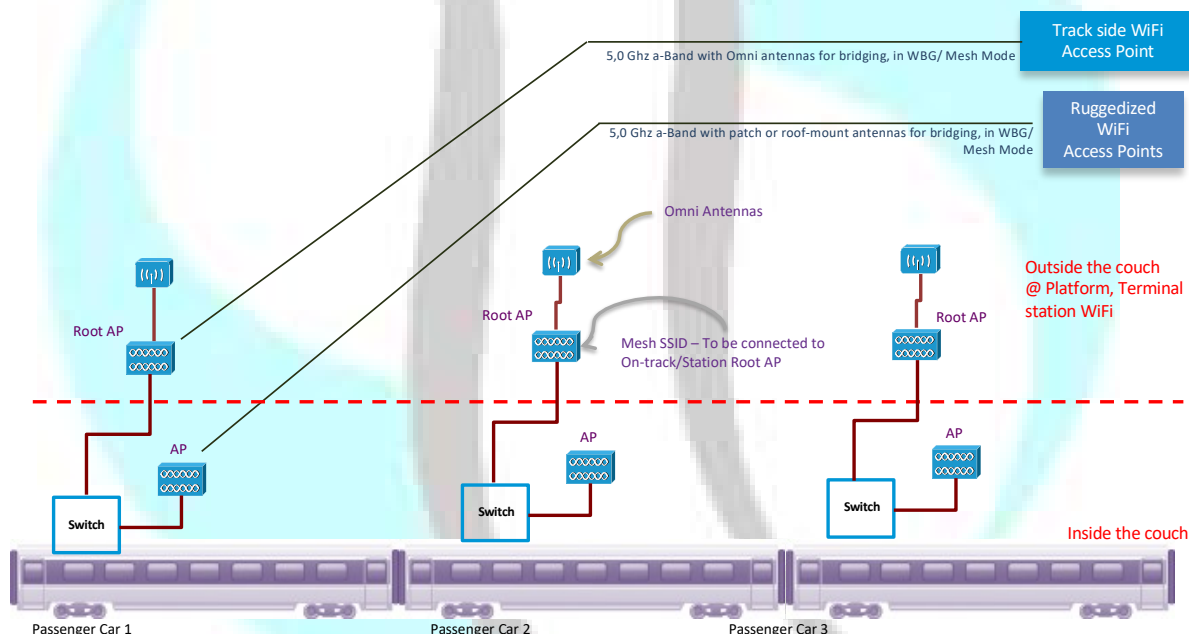 Track side WiFi
Access Point
5,0 Ghz a-Band with Omni antennas for bridging, in WBG/ Mesh Mode
Ruggedized
WiFi
Access Points
5,0 Ghz a-Band with patch or roof-mount antennas for bridging, in WBG/
Mesh Mode
Omni Antennas
Outside the couch
@ Platform, Terminal
station WiFi
Root AP
Root AP
Root AP
Mesh SSID – To be connected to
On-track/Station Root AP
AP
AP
AP
Switch
Switch
Switch
Inside the couch
Passenger Car 1
Passenger Car 2
Passenger Car 3